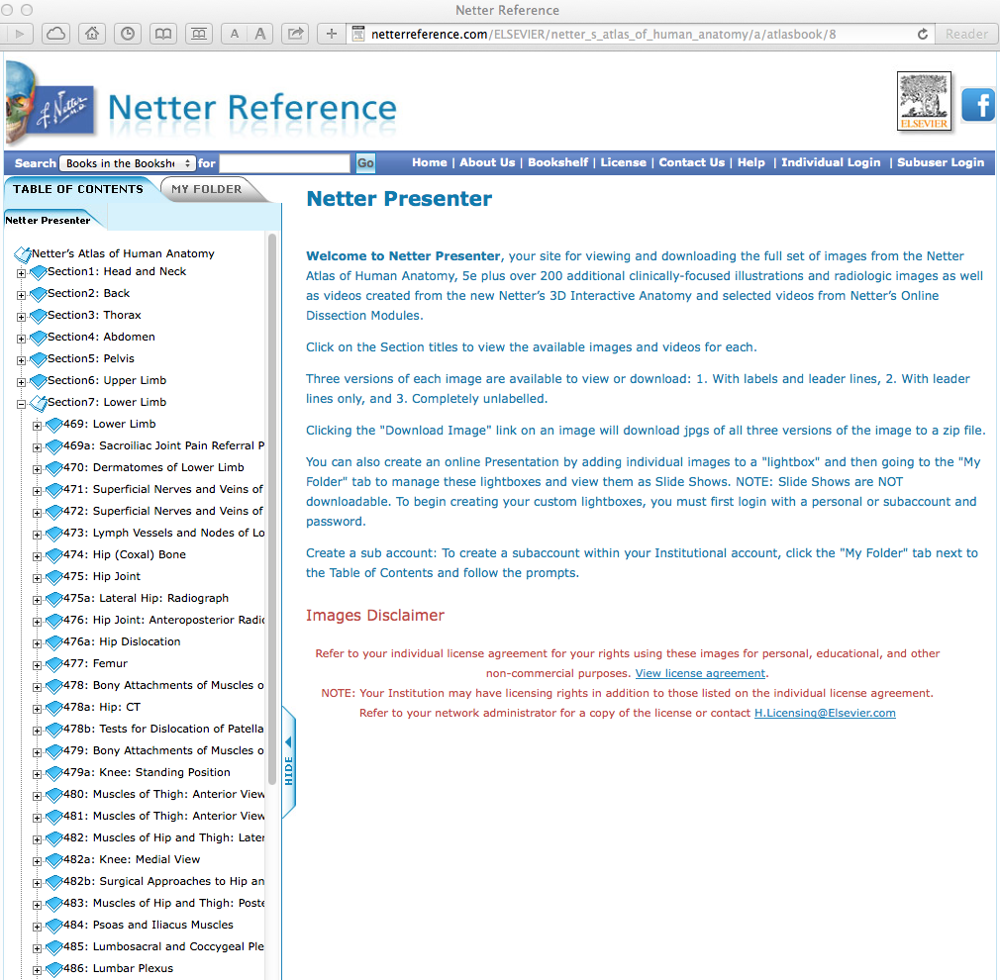 Netter Reference
A A
netterreference.com/ELSEVIER/netter_s_atlas_of_human_anatomy/a/atlasbook/8
Reader
f. Netter
Netter Reference
ELSEVIER
f
Search Books in the Bookshe for Go
Home | About Us | Bookshelf | License | Contact Us | Help | Individual Login | Subuser Login
TABLE OF CONTENTS MY FOLDER
Netter Presenter
Netter's Atlas of Human Anatomy
Section1: Head and Neck
Section2: Back
Section3: Thorax
Section4: Abdomen
Section5: Pelvis
Section6: Upper Limb
Section7: Lower Limb
469: Lower Limb
469a: Sacroiliac Joint Pain Referral P
470: Dermatomes of Lower Limb
471: Superficial Nerves and Veins of
472: Superficial Nerves and Veins of
473: Lymph Vessels and Nodes of Lo
474: Hip (Coxal) Bone
475: Hip Joint
475a: Lateral Hip: Radiograph
476: Hip Joint: Anteroposterior Radio
476a: Hip Dislocation
477: Femur
478: Bony Attachments of Muscles o
478a: Hip: CT
478b: Tests for Dislocation of Patella
479: Bony Attachments of Muscles o
479a: Knee: Standing Position
480: Muscles of Thigh: Anterior View
481: Muscles of Thigh: Anterior View
482: Muscles of Hip and Thigh: Later
482a: Knee: Medial View
482b: Surgical Approaches to Hip an
483: Muscles of Hip and Thigh: Poste
484: Psoas and Iliacus Muscles
485: Lumbosacral and Coccygeal Ple
486: Lumbar Plexus
HIDE
Netter Presenter
Welcome to Netter Presenter, your site for viewing and downloading the full set of images from the Netter
Atlas of Human Anatomy, 5e plus over 200 additional clinically-focused illustrations and radiologic images as well
as videos created from the new Netter's 3D Interactive Anatomy and selected videos from Netter's Online
Dissection Modules.
Click on the Section titles to view the available images and videos for each.
Three versions of each image are available to view or download: 1. With labels and leader lines, 2. With leader
lines only, and 3. Completely unlabelled.
Clicking the "Download Image" link on an image will download jpgs of all three versions of the image to a zip file.
You can also create an online Presentation by adding individual images to a "lightbox" and then going to the "My
Folder" tab to manage these lightboxes and view them as Slide Shows. NOTE: Slide Shows are NOT
downloadable. To begin creating your custom lightboxes, you must first login with a personal or subaccount and
password.
Create a sub account: To create a subaccount within your Institutional account, click the "My Folder" tab next to
the Table of Contents and follow the prompts.
Images Disclaimer
Refer to your individual license agreement for your rights using these images for personal, educational, and other
non-commercial purposes. View license agreement.
NOTE: Your Institution may have licensing rights in addition to those listed on the individual license agreement.
Refer to your network administrator for a copy of the license or contact H.Licensing@Elsevier.com